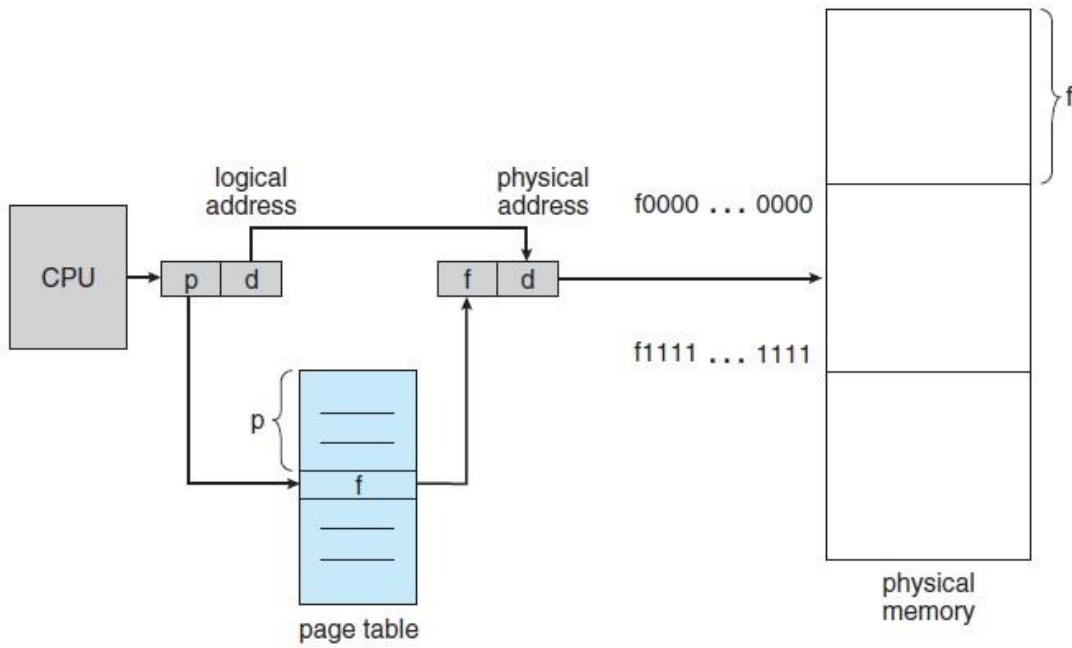 f
logical
address
physical
address
f0000 ... 0000
CPU
p d
f d
f1111 ... 1111
p
f
page table
physical
memory